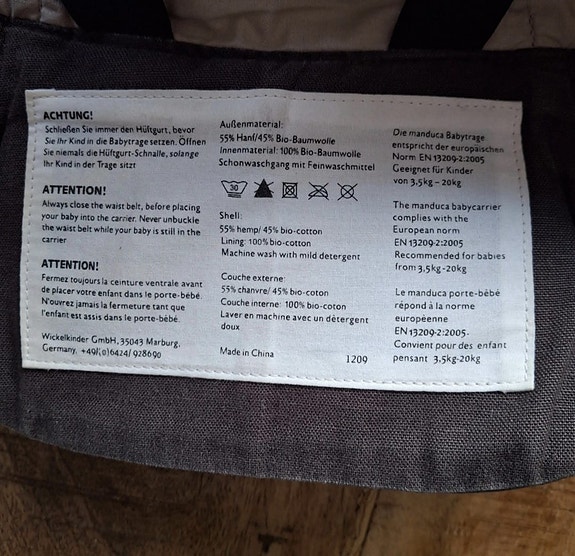 ACHTUNG!
Schließen Sie immer den Hüftgurt, bevor
Sie ihr Kind in die Babytrage setzen. Öffnen
Sie niemals die Hüftgurt-Schnalle, solange
Ihr Kind in der Trage sitzt
ATTENTION!
Always close the waist belt, before placing
your baby into the carrier. Never unbuckle
the waist belt while your baby is still in the
carrier
ATTENTION!
Fermez toujours la ceinture ventrale avant
de placer votre enfant dans le porte-bébé.
N'ouvrez jamais la fermeture tant que
l'enfant est assis dans le porte-bébé.
Wickelkinder GmbH, 35043 Marburg,
Germany, +49/(0)6424/ 928690
Außenmaterial:
55% Hanf/45% Bio-Baumwolle
Innenmaterial: 100% Bio-Baumwolle
Schonwaschgang mit Feinwaschmittel
30
Shell:
55% hemp/ 45% bio-cotton
Lining: 100% bio-cotton
Machine wash with mild detergent
Couche externe:
55% chanvre/ 45% bio-coton
Couche interne: 100% bio-coton
Laver en machine avec un détergent
doux
Made in China 1209
Die manduca Babytrage
entspricht der europäischen
Norm EN 13209-2:2005
Geeignet für Kinder
von 3,5kg – 20kg
The manduca babycarrier
complies with the
European norm
EN 13209-2:2005
Recommended for babies
from 3,5kg -20kg
Le manduca porte-bébé
répond à la norme
européenne
EN 13209-2:2005.
Convient pour des enfant
pensant 3,5kg-20kg